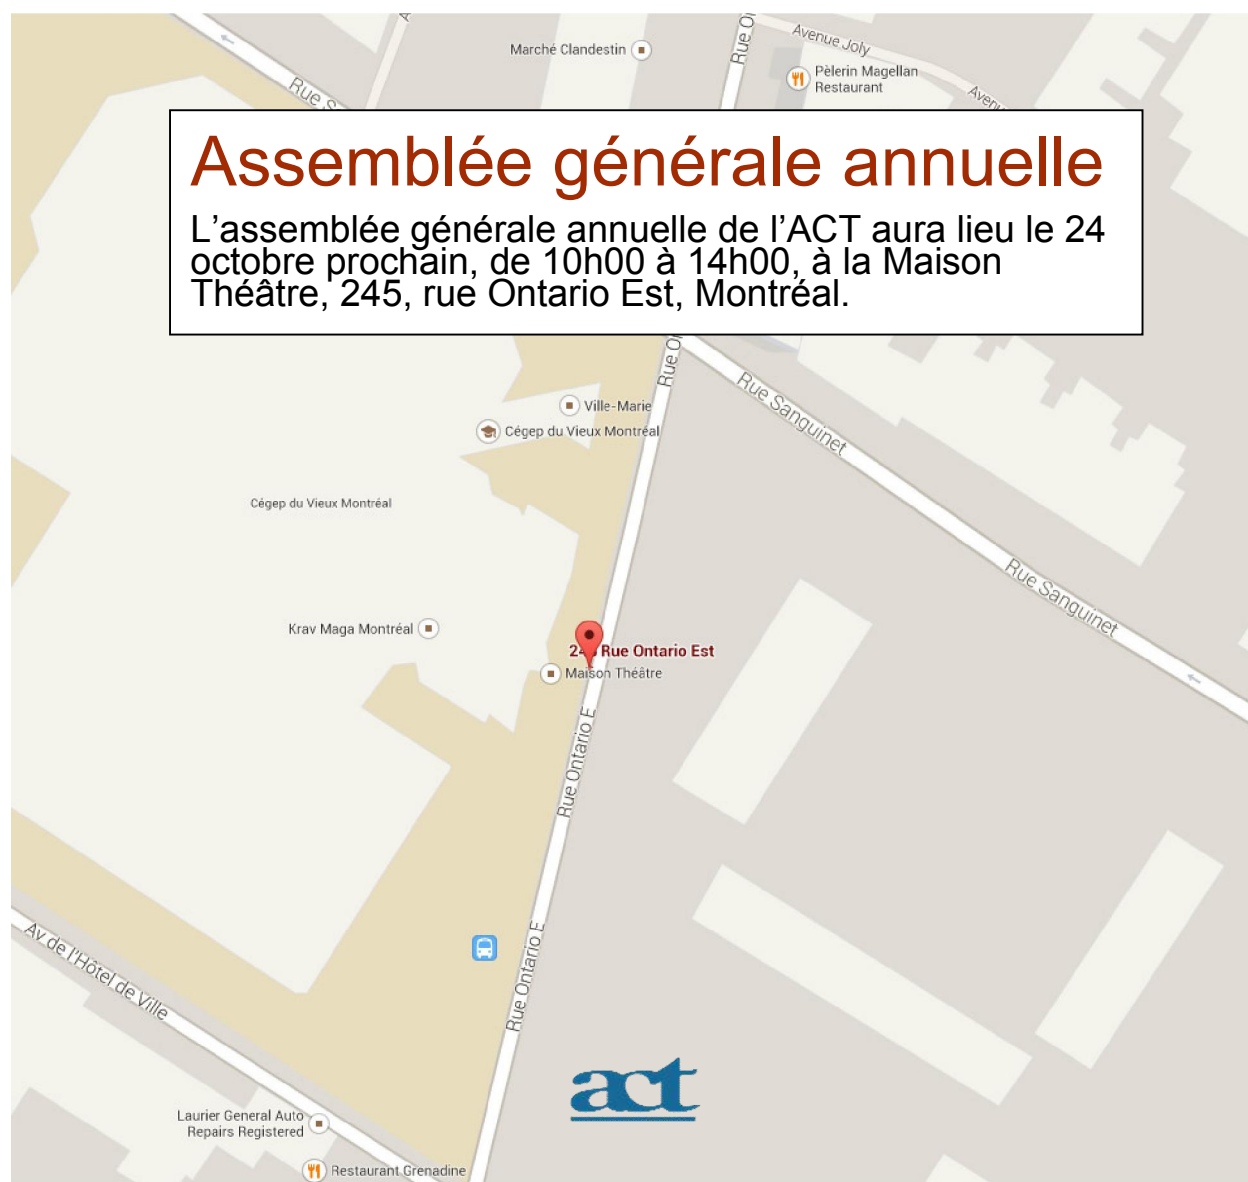 Marché Clandestin
Rue O
Avenue Joly
Pèlerin Magellan
Restaurant
Rue S
Assemblée générale annuelle
L’assemblée générale annuelle de l’ACT aura lieu le 24
octobre prochain, de 10h00 à 14h00, à la Maison
Théâtre, 245, rue Ontario Est, Montréal.
Rue O
Rue Sanguinet
Ville-Marie
Cégep du Vieux Montréal
Cégep du Vieux Montréal
Rue Sanguinet
Krav Maga Montréal
Rue Ontario Est
Maison Théâtre
Rue Ontario E
Av de l'Hôtel de Ville
Rue Ontario E
act
Laurier General Auto
Repairs Registered
Restaurant Grenadine